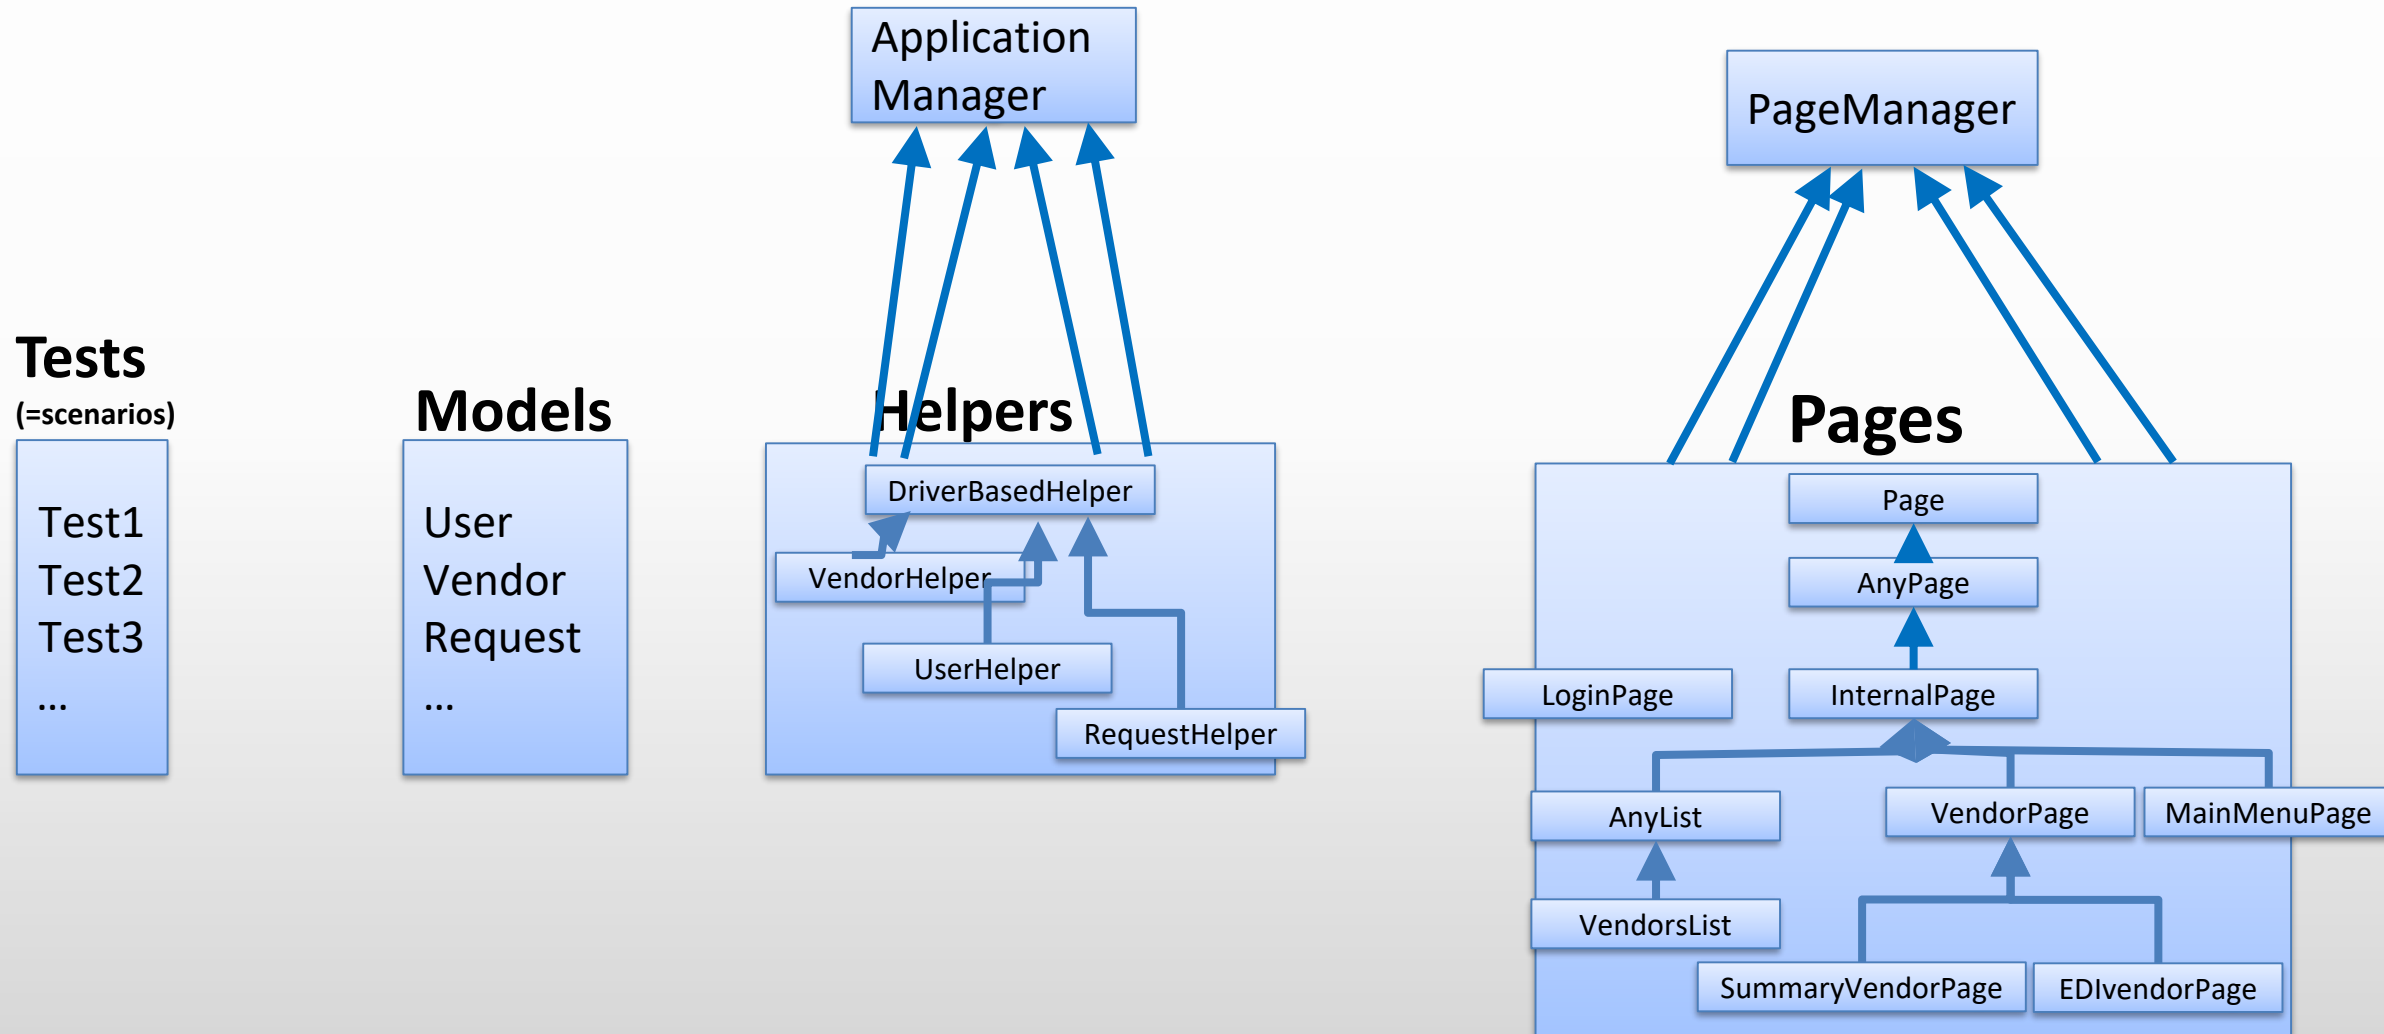 Application
Manager
PageManager
Tests
(=scenarios)
Test1
Test2
Test3
...
Models
User
Vendor
Request
...
Helpers
DriverBasedHelper
VendorHelper
UserHelper
RequestHelper
Pages
Page
AnyPage
LoginPage
InternalPage
AnyList
VendorPage
MainMenuPage
VendorsList
SummaryVendorPage
EDIvendorPage